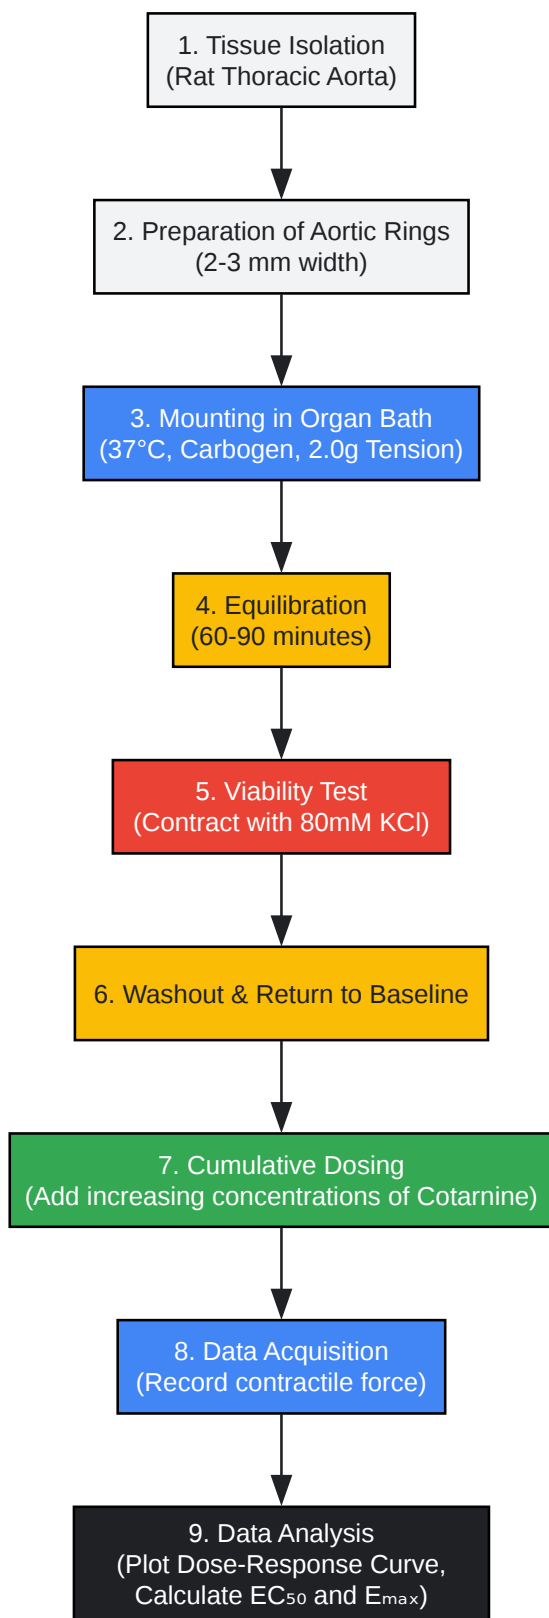 1. Tissue Isolation
(Rat Thoracic Aorta)
2. Preparation of Aortic Rings
(2-3 mm width)
3. Mounting in Organ Bath
(37°C, Carbogen, 2.0g Tension)
4. Equilibration
(60-90 minutes)
5. Viability Test
(Contract with 80mM KCl)
6. Washout & Return to Baseline
7. Cumulative Dosing
(Add increasing concentrations of Cotarnine)
8. Data Acquisition
(Record contractile force)
9. Data Analysis
(Plot Dose-Response Curve,
Calculate EC₅₀ and Eₘₐₓ)